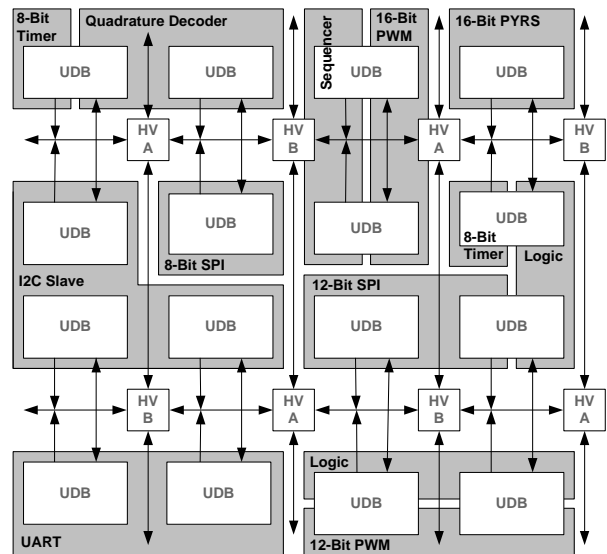 8-Bit
Timer
Quadrature Decoder
Sequencer
16-Bit
PWM
16-Bit PYRS
UDB
UDB
UDB
UDB
HV
A
HV
B
HV
A
HV
B
UDB
UDB
UDB
UDB
8-Bit SPI
8-Bit
Timer
Logic
I2C Slave
12-Bit SPI
UDB
UDB
UDB
UDB
HV
B
HV
A
HV
B
HV
A
Logic
UDB
UDB
UDB
UDB
UART
12-Bit PWM